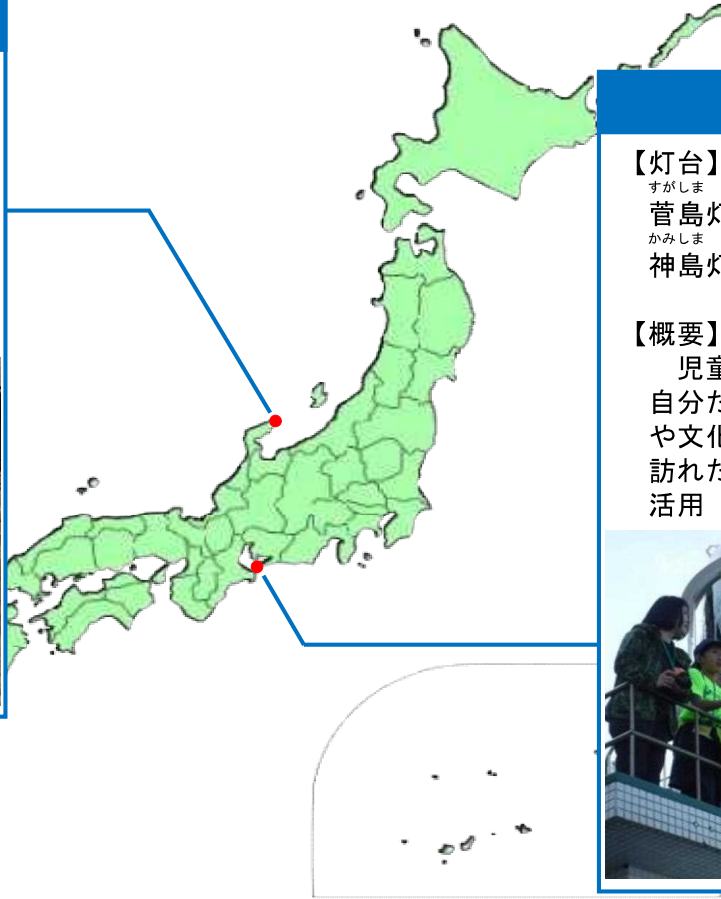 【灯台】
すがしま
菅島灯
かみしま
神島灯
【概要】
児童
自分た
や文化
訪れた
活用